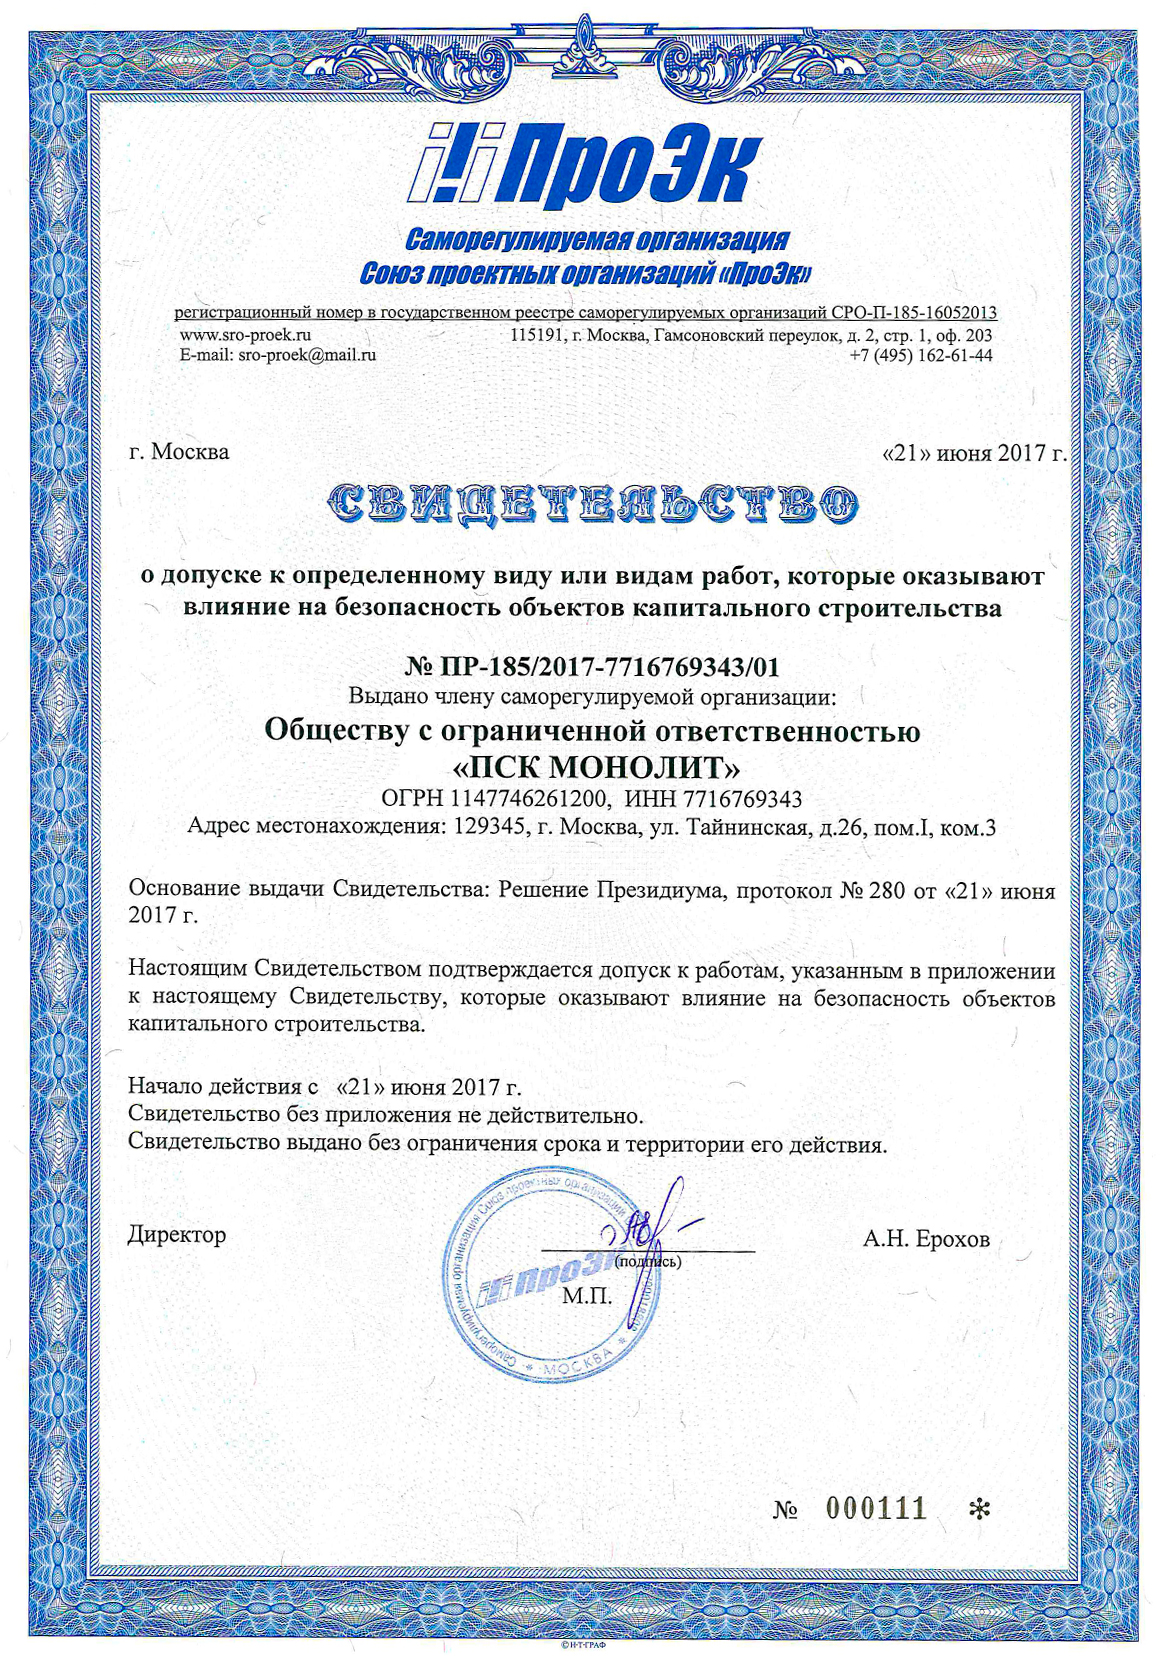 ПроЭк
Саморегулируемая организация
Союз проектных организаций «ПроЭк»
регистрационный номер в государственном реестре саморегулируемых организаций СРО-П-185-16052013
www.sro-proek.ru 115191, г. Москва, Гамсоновский переулок, д. 2, стр. 1, оф. 203
E-mail: sro-proek@mail.ru +7 (495) 162-61-44
г. Москва «21» июня 2017 г.
СВИДЕТЕЛЬСТВО
о допуске к определенному виду или видам работ, которые оказывают
влияние на безопасность объектов капитального строительства
№ ПР-185/2017-7716769343/01
Выдано члену саморегулируемой организации:
Обществу с ограниченной ответственностью
«ПСК МОНОЛИТ»
ОГРН 1147746261200, ИНН 7716769343
Адрес местонахождения: 129345, г. Москва, ул. Тайнинская, д.26, пом.I, ком.3
Основание выдачи Свидетельства: Решение Президиума, протокол № 280 от «21» июня
2017 г.
Настоящим Свидетельством подтверждается допуск к работам, указанным в приложении
к настоящему Свидетельству, которые оказывают влияние на безопасность объектов
капитального строительства.
Начало действия с «21» июня 2017 г.
Свидетельство без приложения не действительно.
Свидетельство выдано без ограничения срока и территории его действия.
Саморегулируемая организация Союз проектных организаций
Директор А.Н. Ерохов
(подпись)
ПроЭк
М.П.
* МОСКВА *
№ 000111 *
© Н-Т-ГРАФ